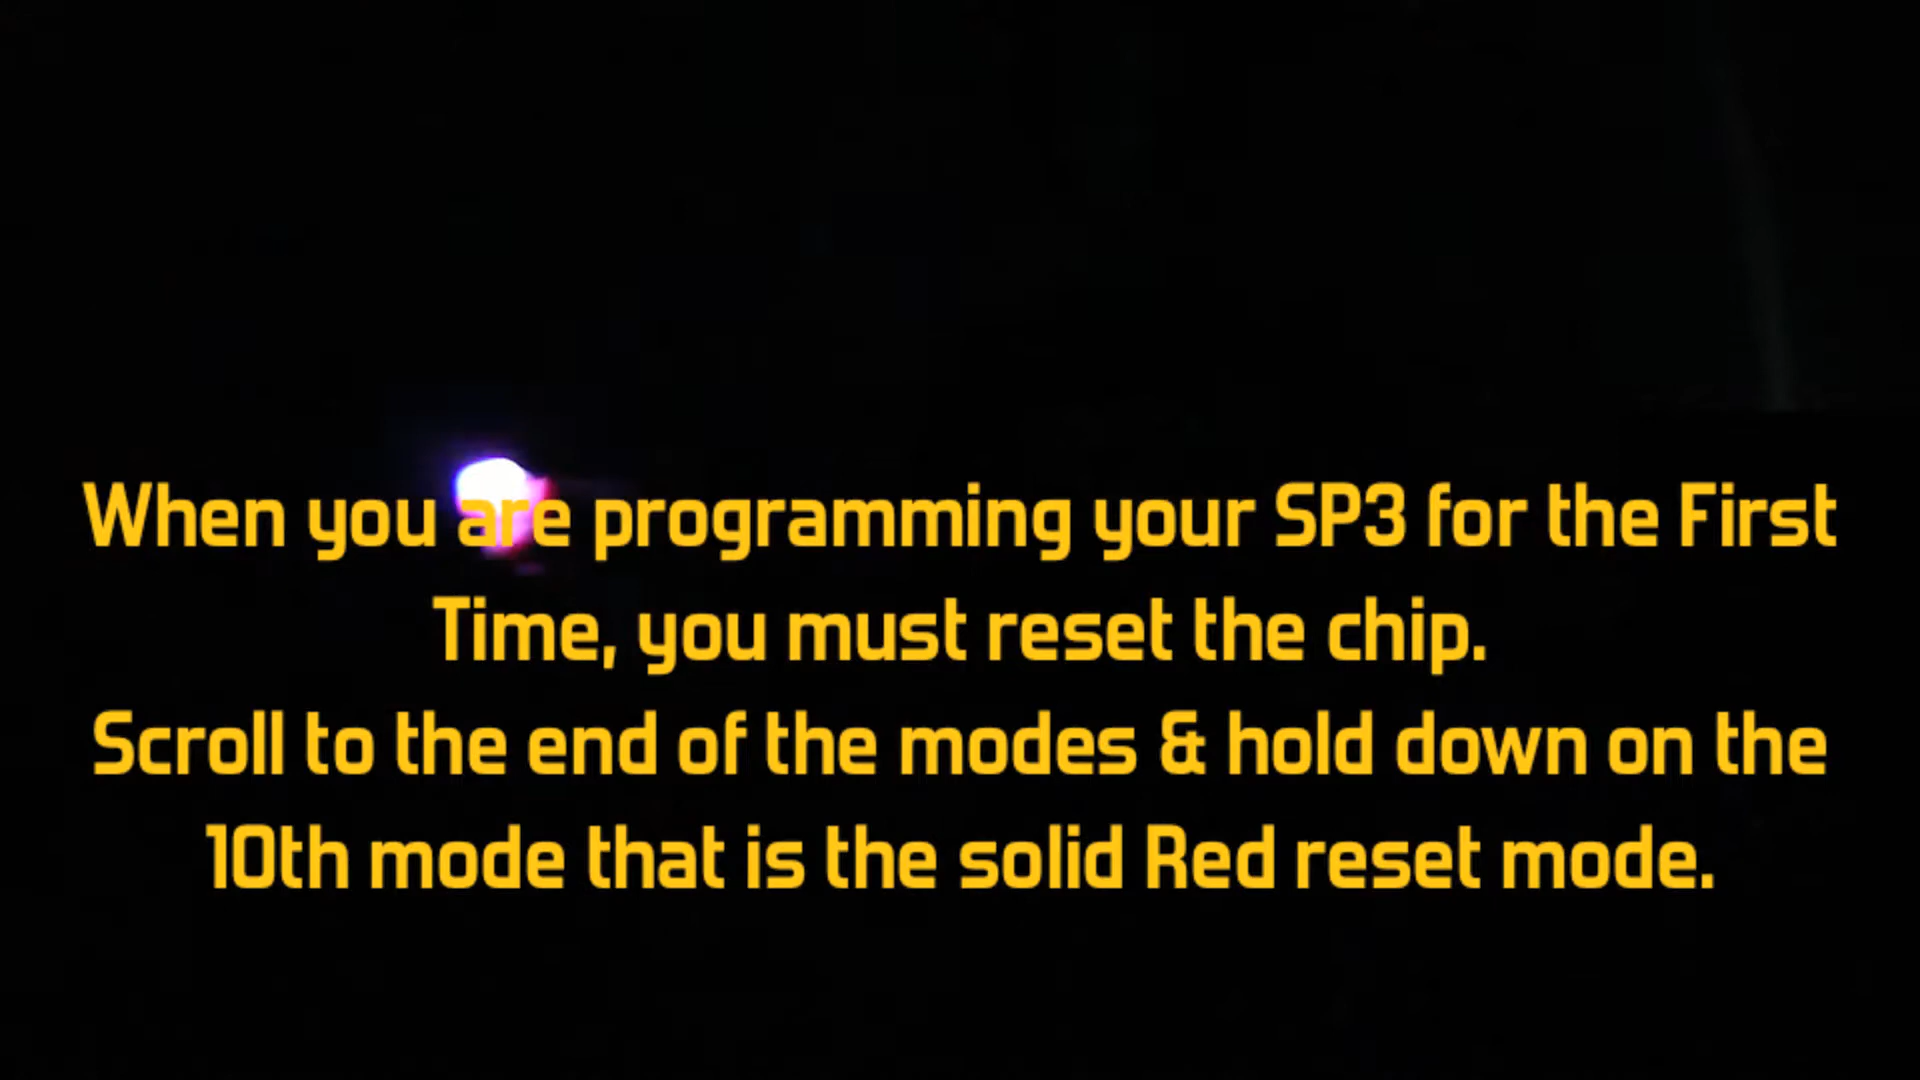 When you are programming your SP3 for the First
Time, you must reset the chip.
Scroll to the end of the modes & hold down on the
10th mode that is the solid Red reset mode.